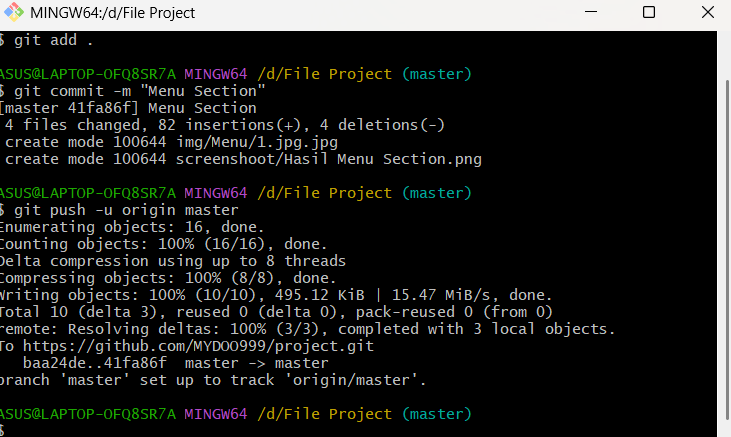 MINGW64:/d/File Project
$ git add .
ASUS@LAPTOP-OFQ8SR7A MINGW64 /d/File Project (master)
$ git commit -m "Menu Section"
[master 41fa86f] Menu Section
4 files changed, 82 insertions(+), 4 deletions(-)
create mode 100644 img/Menu/1.jpg.jpg
create mode 100644 screenshoot/Hasil Menu Section.png
ASUS@LAPTOP-OFQ8SR7A MINGW64 /d/File Project (master)
$ git push -u origin master
Enumerating objects: 16, done.
Counting objects: 100% (16/16), done.
Delta compression using up to 8 threads
Compressing objects: 100% (8/8), done.
Writing objects: 100% (10/10), 495.12 KiB | 15.47 MiB/s, done.
Total 10 (delta 3), reused 0 (delta 0), pack-reused 0 (from 0)
remote: Resolving deltas: 100% (3/3), completed with 3 local objects.
To https://github.com/MYDOO999/project.git
baa24de..41fa86f  master -> master
branch 'master' set up to track 'origin/master'.
ASUS@LAPTOP-OFQ8SR7A MINGW64 /d/File Project (master)
$